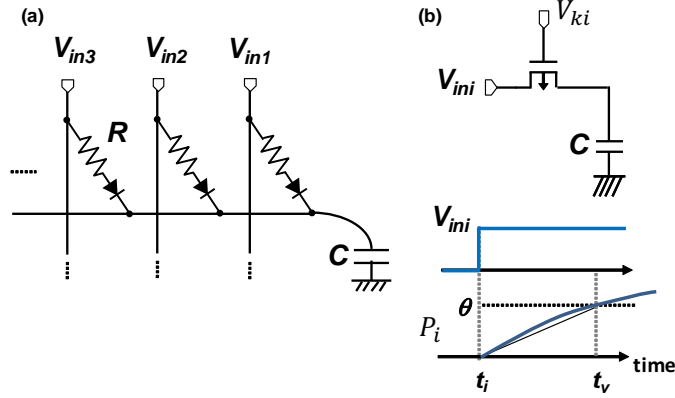 (a)
V_in3 V_in2 V_in1
R
C
(b)
V_ki
V_ini
C
V_ini
θ
P_i
time
t_i t_v